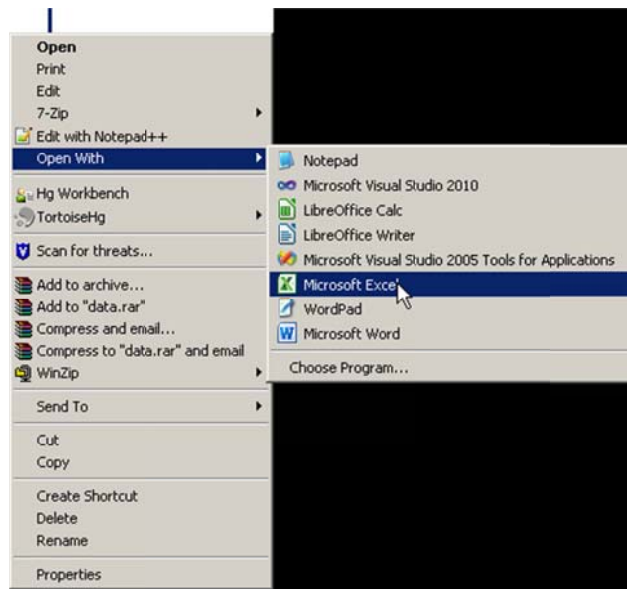 Open
Print
Edit
7-Zip
Edit with Notepad++
Open With
Hg Workbench
TortoiseHg
Scan for threats...
Add to archive...
Add to "data.rar"
Compress and email...
Compress to "data.rar" and email
WinZip
Send To
Cut
Copy
Create Shortcut
Delete
Rename
Properties
Notepad
Microsoft Visual Studio 2010
LibreOffice Calc
LibreOffice Writer
Microsoft Visual Studio 2005 Tools for Applications
Microsoft Excel
WordPad
Microsoft Word
Choose Program...